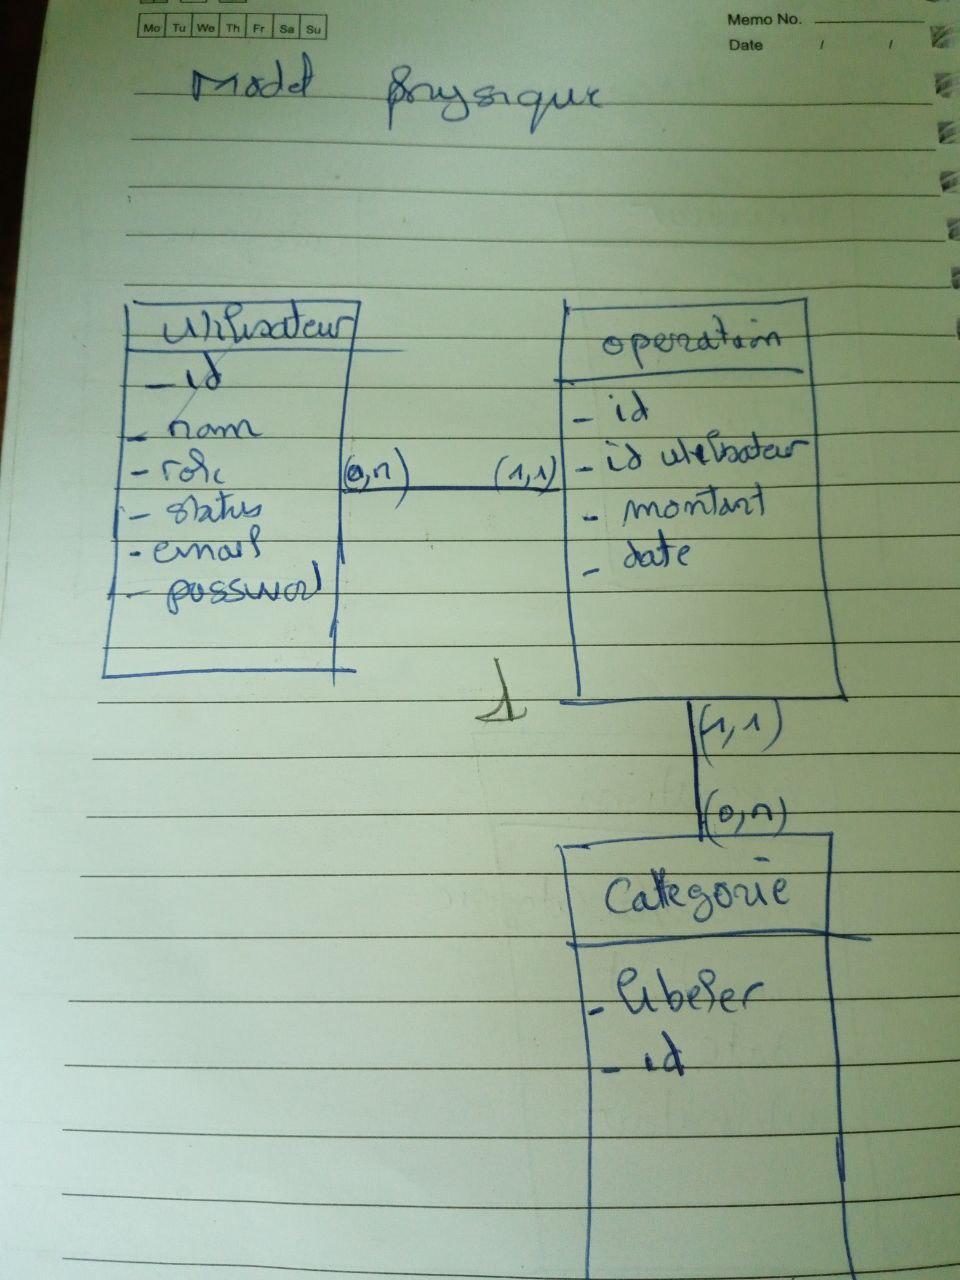 Mo Tu We Th Fr Sa Su
Memo No.
Date / /
Model physique
Utilisateur
- id
- nom
- role
- status
- email
- password
(0,n)
(1,1)
operation
- id
- id utilisateur
- montant
- date
1
(1,1)
(0,n)
Categorie
- libeler
- id